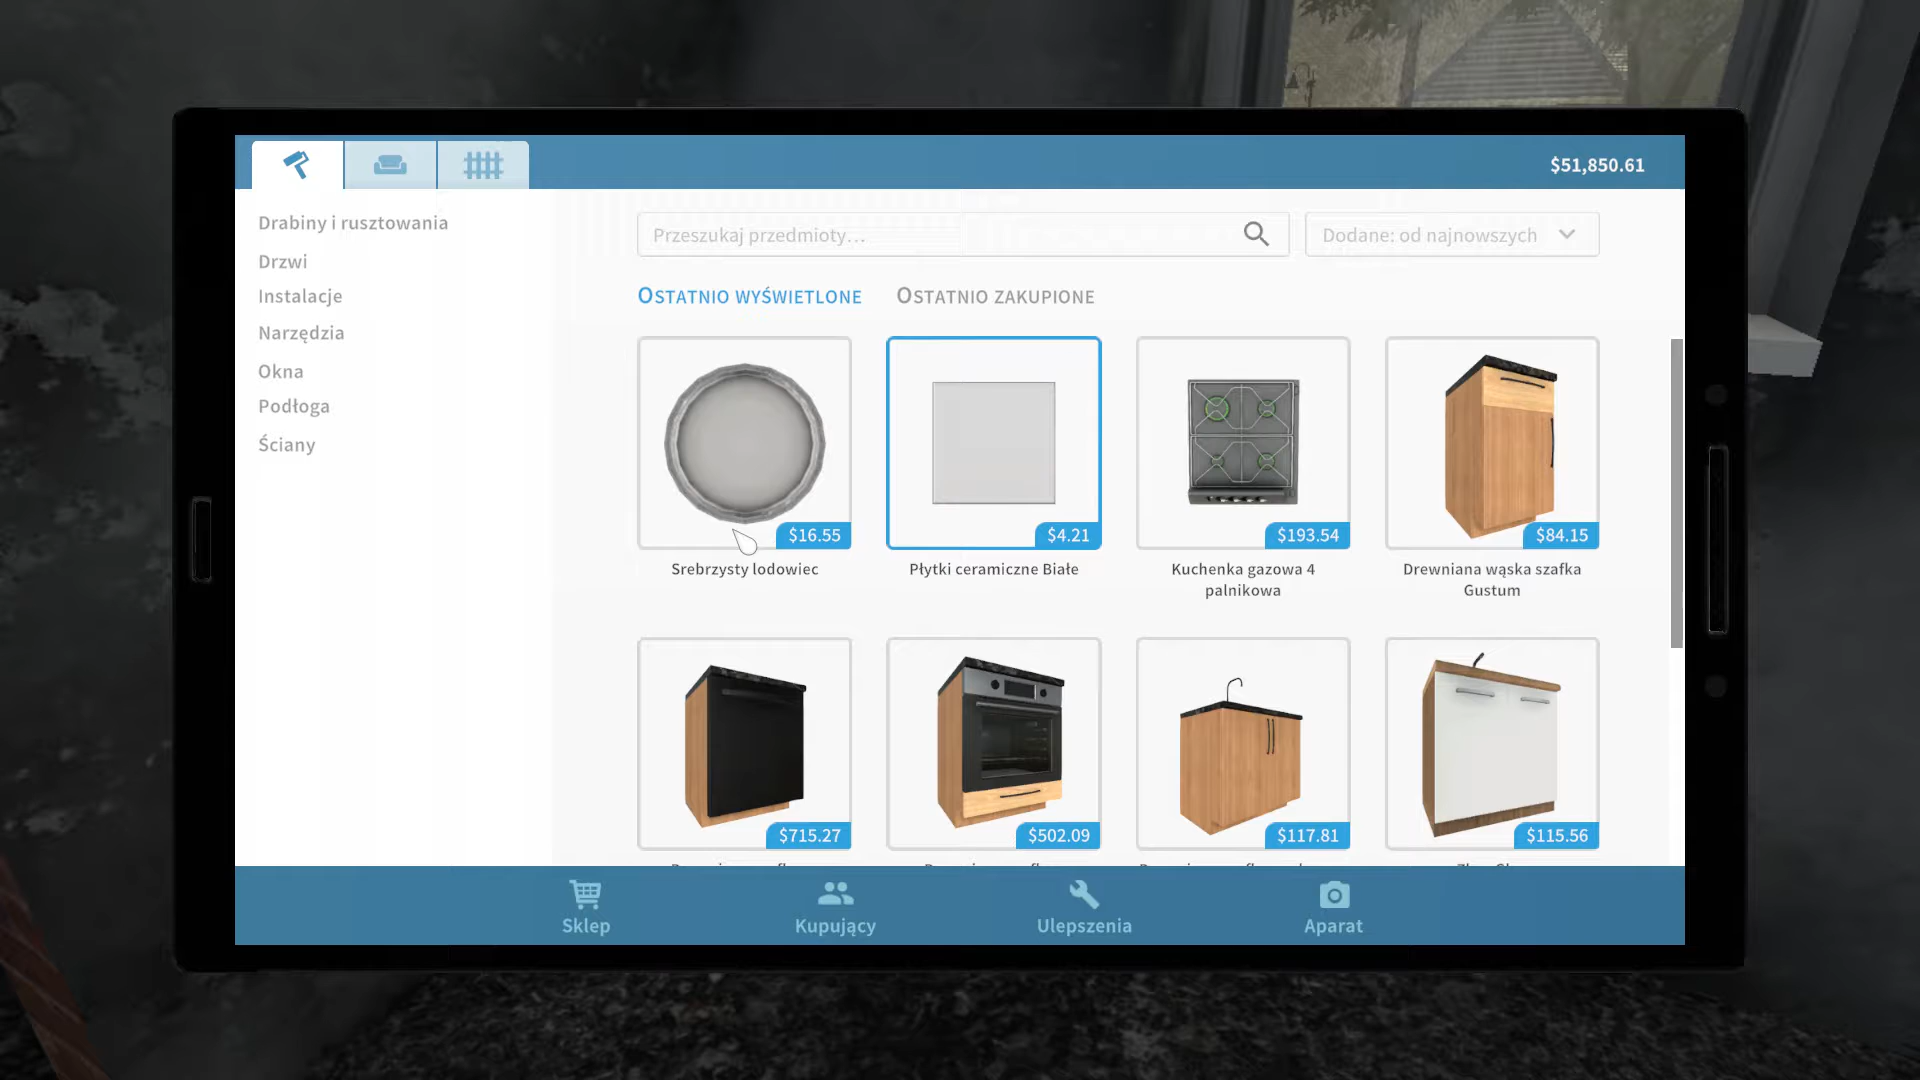 $51,850.61
Drabiny i rusztowania
Drzwi
Instalacje
Narzędzia
Okna
Podłoga
Ściany
Przeszukaj przedmioty…
Dodane: od najnowszych
OSTATNIO WYŚWIETLONE
OSTATNIO ZAKUPIONE
$16.55
$4.21
$193.54
$84.15
Srebrzysty lodowiec
Płytki ceramiczne Białe
Kuchenka gazowa 4
palnikowa
Drewniana wąska szafka
Gustum
$715.27
$502.09
$117.81
$115.56
Sklep
Kupujący
Ulepszenia
Aparat